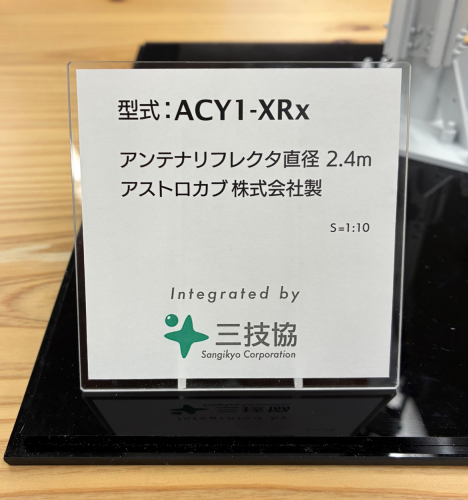 型式：ACY1-XRx
アンテナリフレクタ直径 2.4m
アストロカブ株式会社製
S=1:10
Integrated by
三技協
Sangikyo Corporation